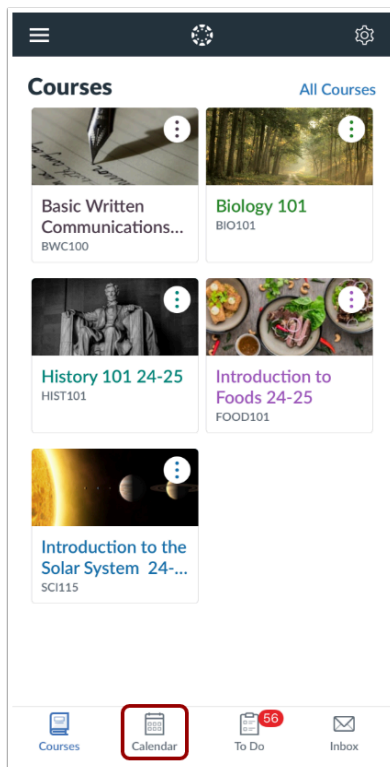 Courses
All Courses
Basic Written
Communications...
BWC100
Biology 101
BIO101
History 101 24-25
HIST101
Introduction to
Foods 24-25
FOOD101
Introduction to the
Solar System 24-...
SCI115
56
Courses
Calendar
To Do
Inbox